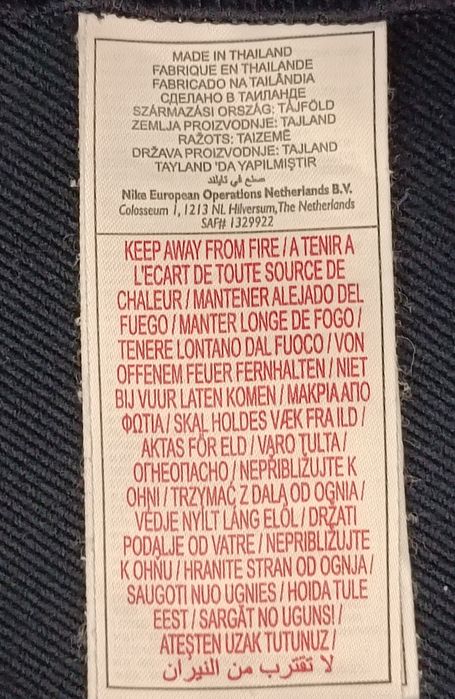 MADE IN THAILAND
FABRIQUE EN THAILANDE
FABRICADO NA TAILÂNDIA
СДЕЛАНО В ТАИЛАНДЕ
SZÁRMAZÁSI ORSZÁG: TÁJFÖLD
ZEMLJA PROIZVODNJE: TAJLAND
RAŽOTS: TAIZEMĒ
DRŽAVA PROIZVODNJE: TAJLAND
TAYLAND 'DA YAPILMIŞTIR
صنع في تايلند
Nike European Operations Netherlands B.V.
Colosseum 1, 1213 NL Hilversum, The Netherlands
SAF# 1329922
KEEP AWAY FROM FIRE / A TENIR A
L'ECART DE TOUTE SOURCE DE
CHALEUR / MANTENER ALEJADO DEL
FUEGO / MANTER LONGE DE FOGO /
TENERE LONTANO DAL FUOCO / VON
OFFENEM FEUER FERNHALTEN / NIET
BIJ VUUR LATEN KOMEN / ΜΑΚΡΙΑ ΑΠΟ
ΦΩΤΙΑ / SKAL HOLDES VÆK FRA ILD /
AKTAS FÖR ELD / VARO TULTA /
ОГНЕОПАСНО / NEPŘIBLIŽUJTE K
OHNI / TRZYMAĆ Z DALA OD OGNIA /
VÉDJE NYÍLT LÁNG ELŐL / DRŽATI
PODALJE OD VATRE / NEPRIBLIŽUJTE
K OHŇU / HRANITE STRAN OD OGNJA /
SAUGOTI NUO UGNIES / HOIDA TULE
EEST / SARGĀT NO UGUNS! /
ATEŞTEN UZAK TUTUNUZ /
لا تقترب من النيران